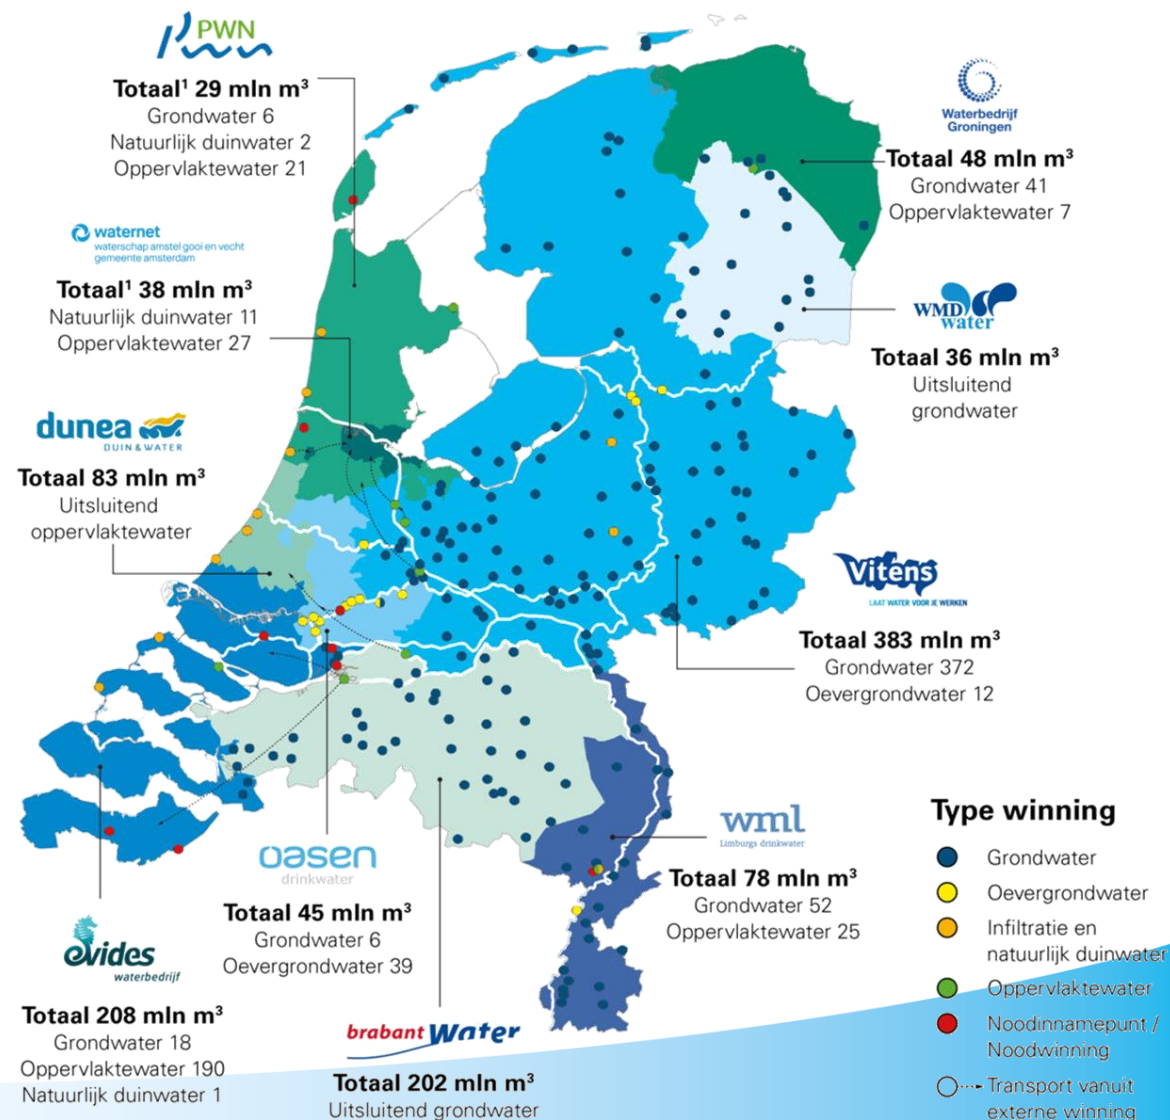 PWN
Totaal¹ 29 mln m³
Grondwater 6
Natuurlijk duinwater 2
Oppervlaktewater 21
waternet
waterschap amstel gooi en vecht
gemeente amsterdam
Totaal¹ 38 mln m³
Natuurlijk duinwater 11
Oppervlaktewater 27
dunea
DUIN & WATER
Totaal 83 mln m³
Uitsluitend
oppervlaktewater
Waterbedrijf
Groningen
Totaal 48 mln m³
Grondwater 41
Oppervlaktewater 7
WMD
water
Totaal 36 mln m³
Uitsluitend
grondwater
Vitens
LAAT WATER VOOR JE WERKEN
Totaal 383 mln m³
Grondwater 372
Oevergrondwater 12
wml
Limburgs drinkwater
Totaal 78 mln m³
Grondwater 52
Oppervlaktewater 25
oasen
drinkwater
Totaal 45 mln m³
Grondwater 6
Oevergrondwater 39
evides
waterbedrijf
Totaal 208 mln m³
Grondwater 18
Oppervlaktewater 190
Natuurlijk duinwater 1
brabant Water
Totaal 202 mln m³
Uitsluitend grondwater
Type winning
Grondwater
Oevergrondwater
Infiltratie en
natuurlijk duinwater
Oppervlaktewater
Noodinnamepunt /
Noodwinning
Transport vanuit
externe winning